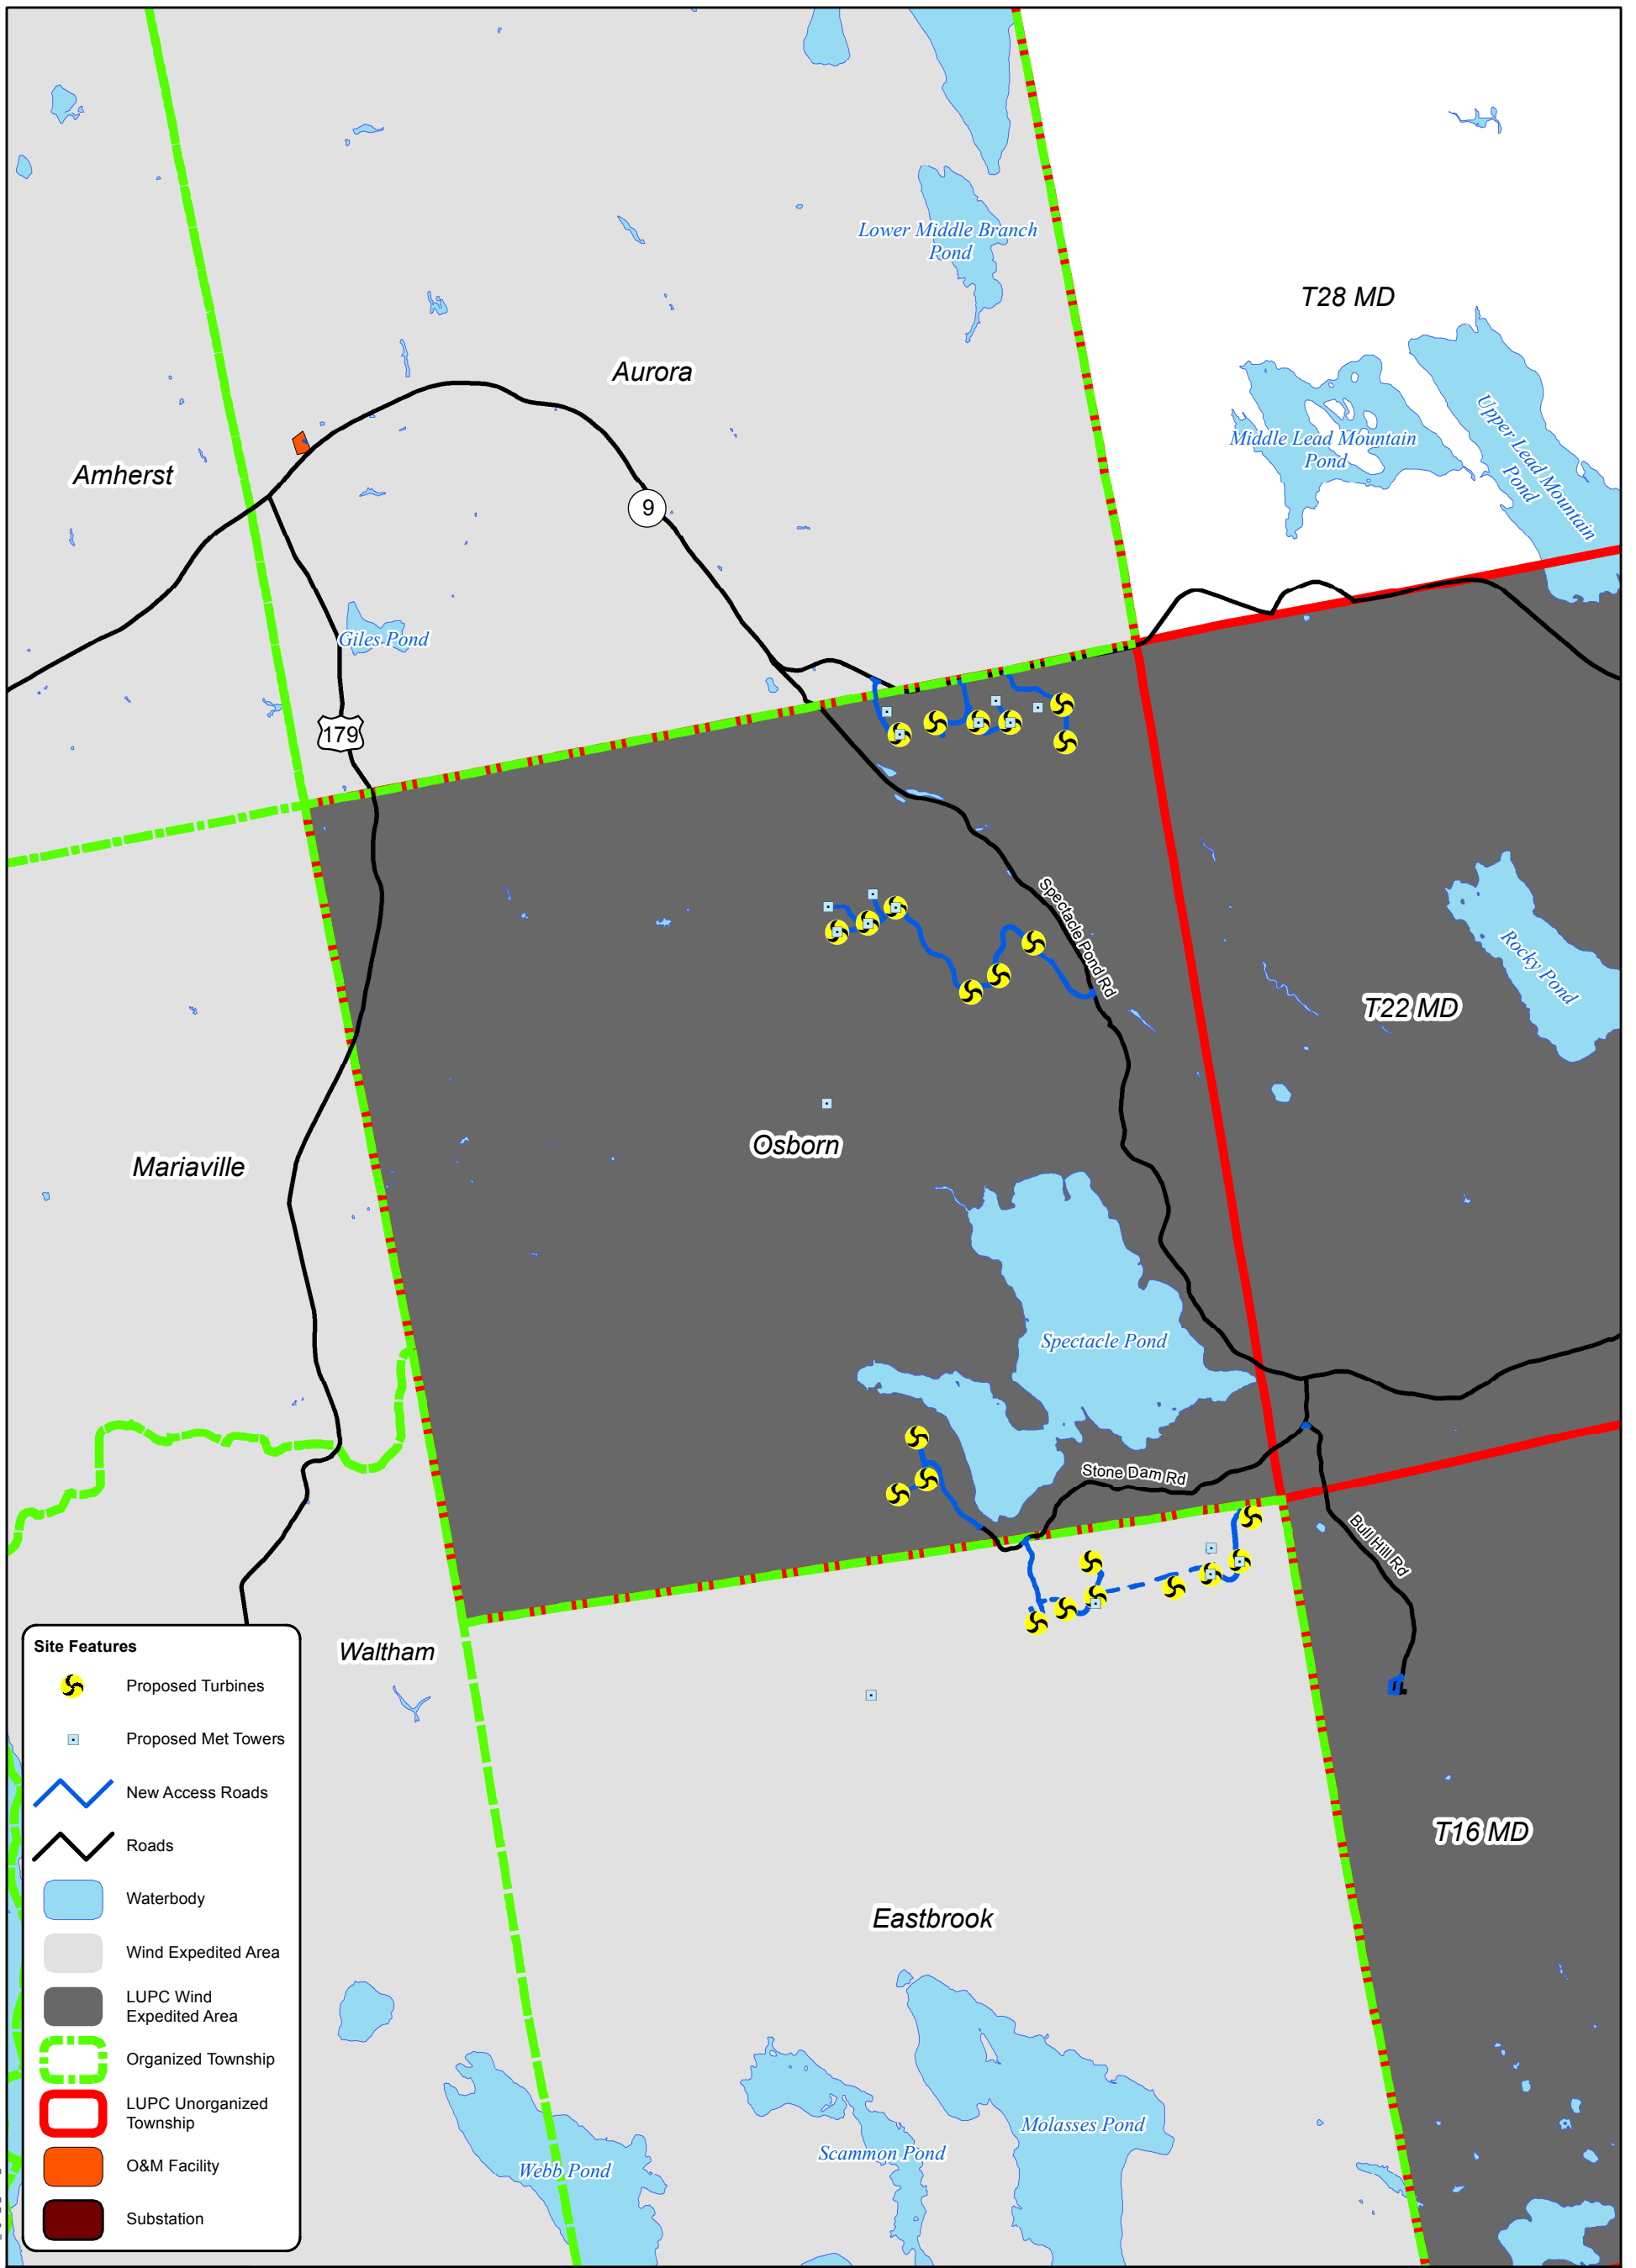 Lower Middle Branch
Pond
T28 MD
Aurora
Upper Lead Mountain
Pond
Middle Lead Mountain
Pond
Amherst
9
Giles Pond
179
Spectacle Pond Rd
Rocky Pond
T22 MD
Osborn
Mariaville
Spectacle Pond
Stone Dam Rd
Bull Hill Rd
Waltham
T16 MD
Eastbrook
Molasses Pond
Scammon Pond
Webb Pond
Site Features
Proposed Turbines
Proposed Met Towers
New Access Roads
Roads
Waterbody
Wind Expedited Area
LUPC Wind
Expedited Area
Organized Township
LUPC Unorganized
Township
O&M Facility
Substation